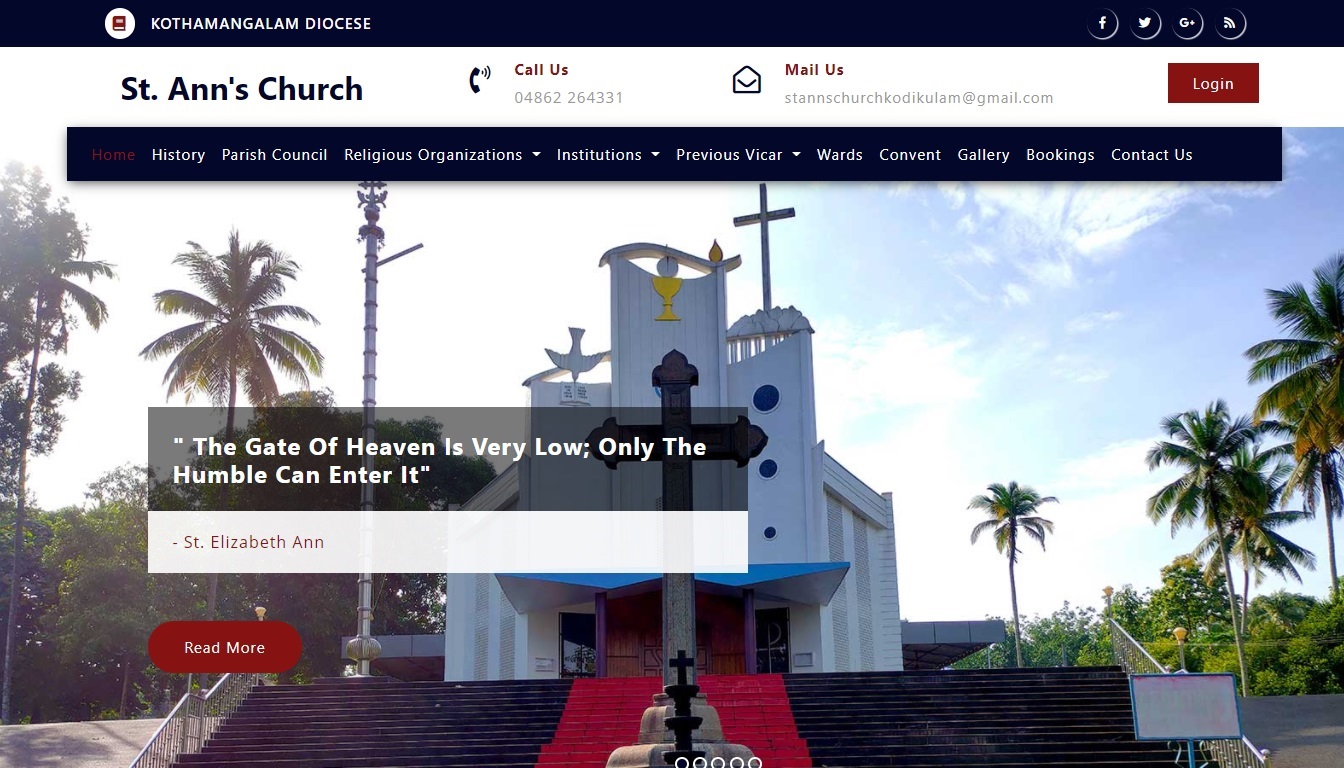 KOTHAMANGALAM DIOCESE
St. Ann's Church
Call Us
04862 264331
Mail Us
stannschurchkodikulam@gmail.com
Login
Home History Parish Council Religious Organizations Institutions Previous Vicar Wards Convent Gallery Bookings Contact Us
" The Gate Of Heaven Is Very Low; Only The
Humble Can Enter It"
- St. Elizabeth Ann
Read More